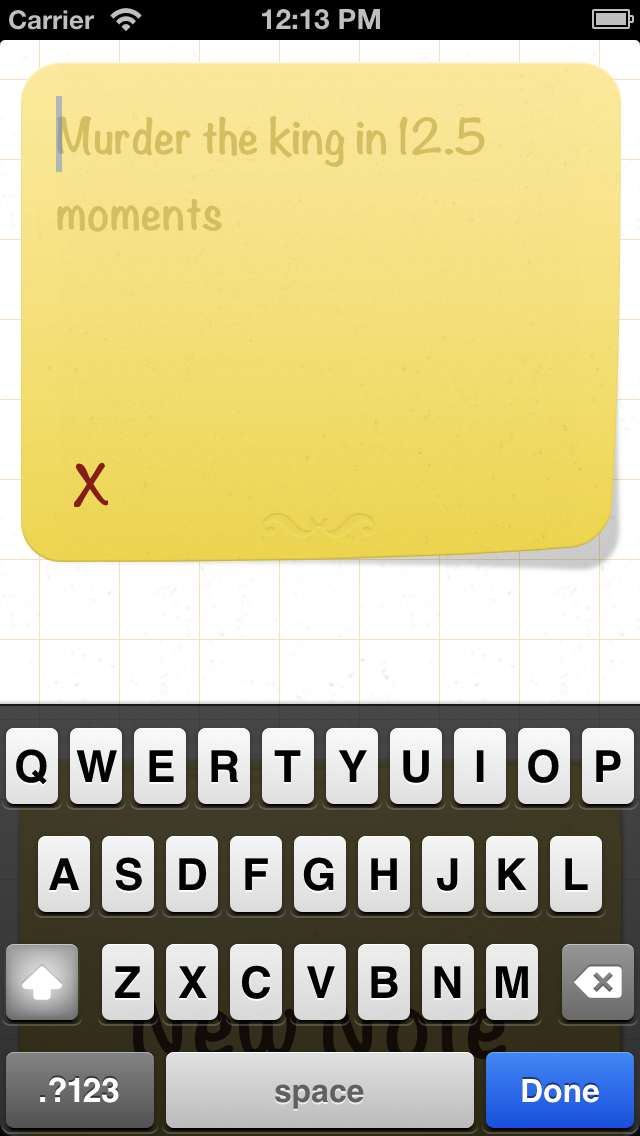 Carrier 12:13 PM
Murder the king in 12.5
moments
X
Q W E R T Y U I O P
A S D F G H J K L
Z X C V B N M
New Note
.?123 space Done